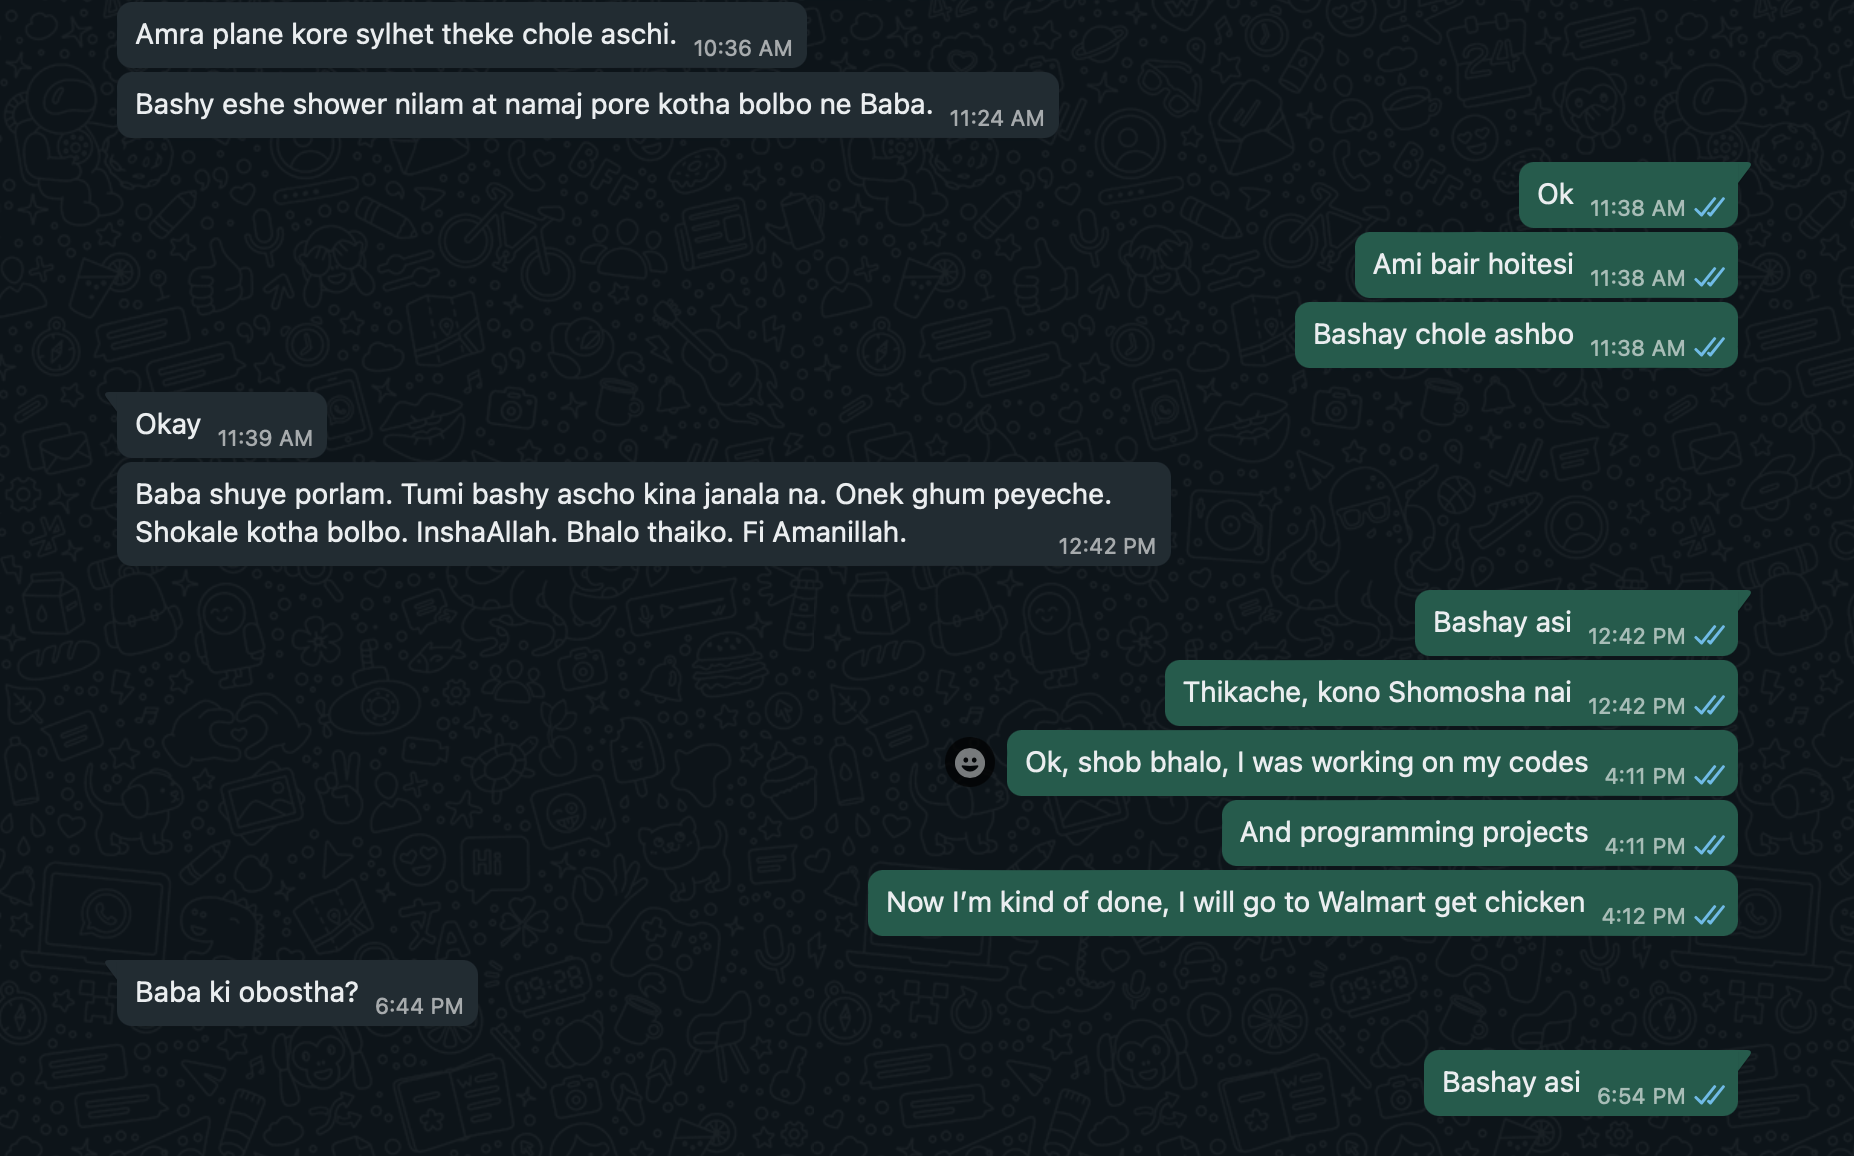 Amra plane kore sylhet theke chole aschi. 10:36 AM
Bashy eshe shower nilam at namaj pore kotha bolbo ne Baba. 11:24 AM
Ok 11:38 AM
Ami bair hoitesi 11:38 AM
Bashay chole ashbo 11:38 AM
Okay 11:39 AM
Baba shuye porlam. Tumi bashy ascho kina janala na. Onek ghum peyeche.
Shokale kotha bolbo. InshaAllah. Bhalo thaiko. Fi Amanillah. 12:42 PM
Bashay asi 12:42 PM
Thikache, kono Shomosha nai 12:42 PM
Ok, shob bhalo, I was working on my codes 4:11 PM
And programming projects 4:11 PM
Now I’m kind of done, I will go to Walmart get chicken 4:12 PM
Baba ki obostha? 6:44 PM
Bashay asi 6:54 PM